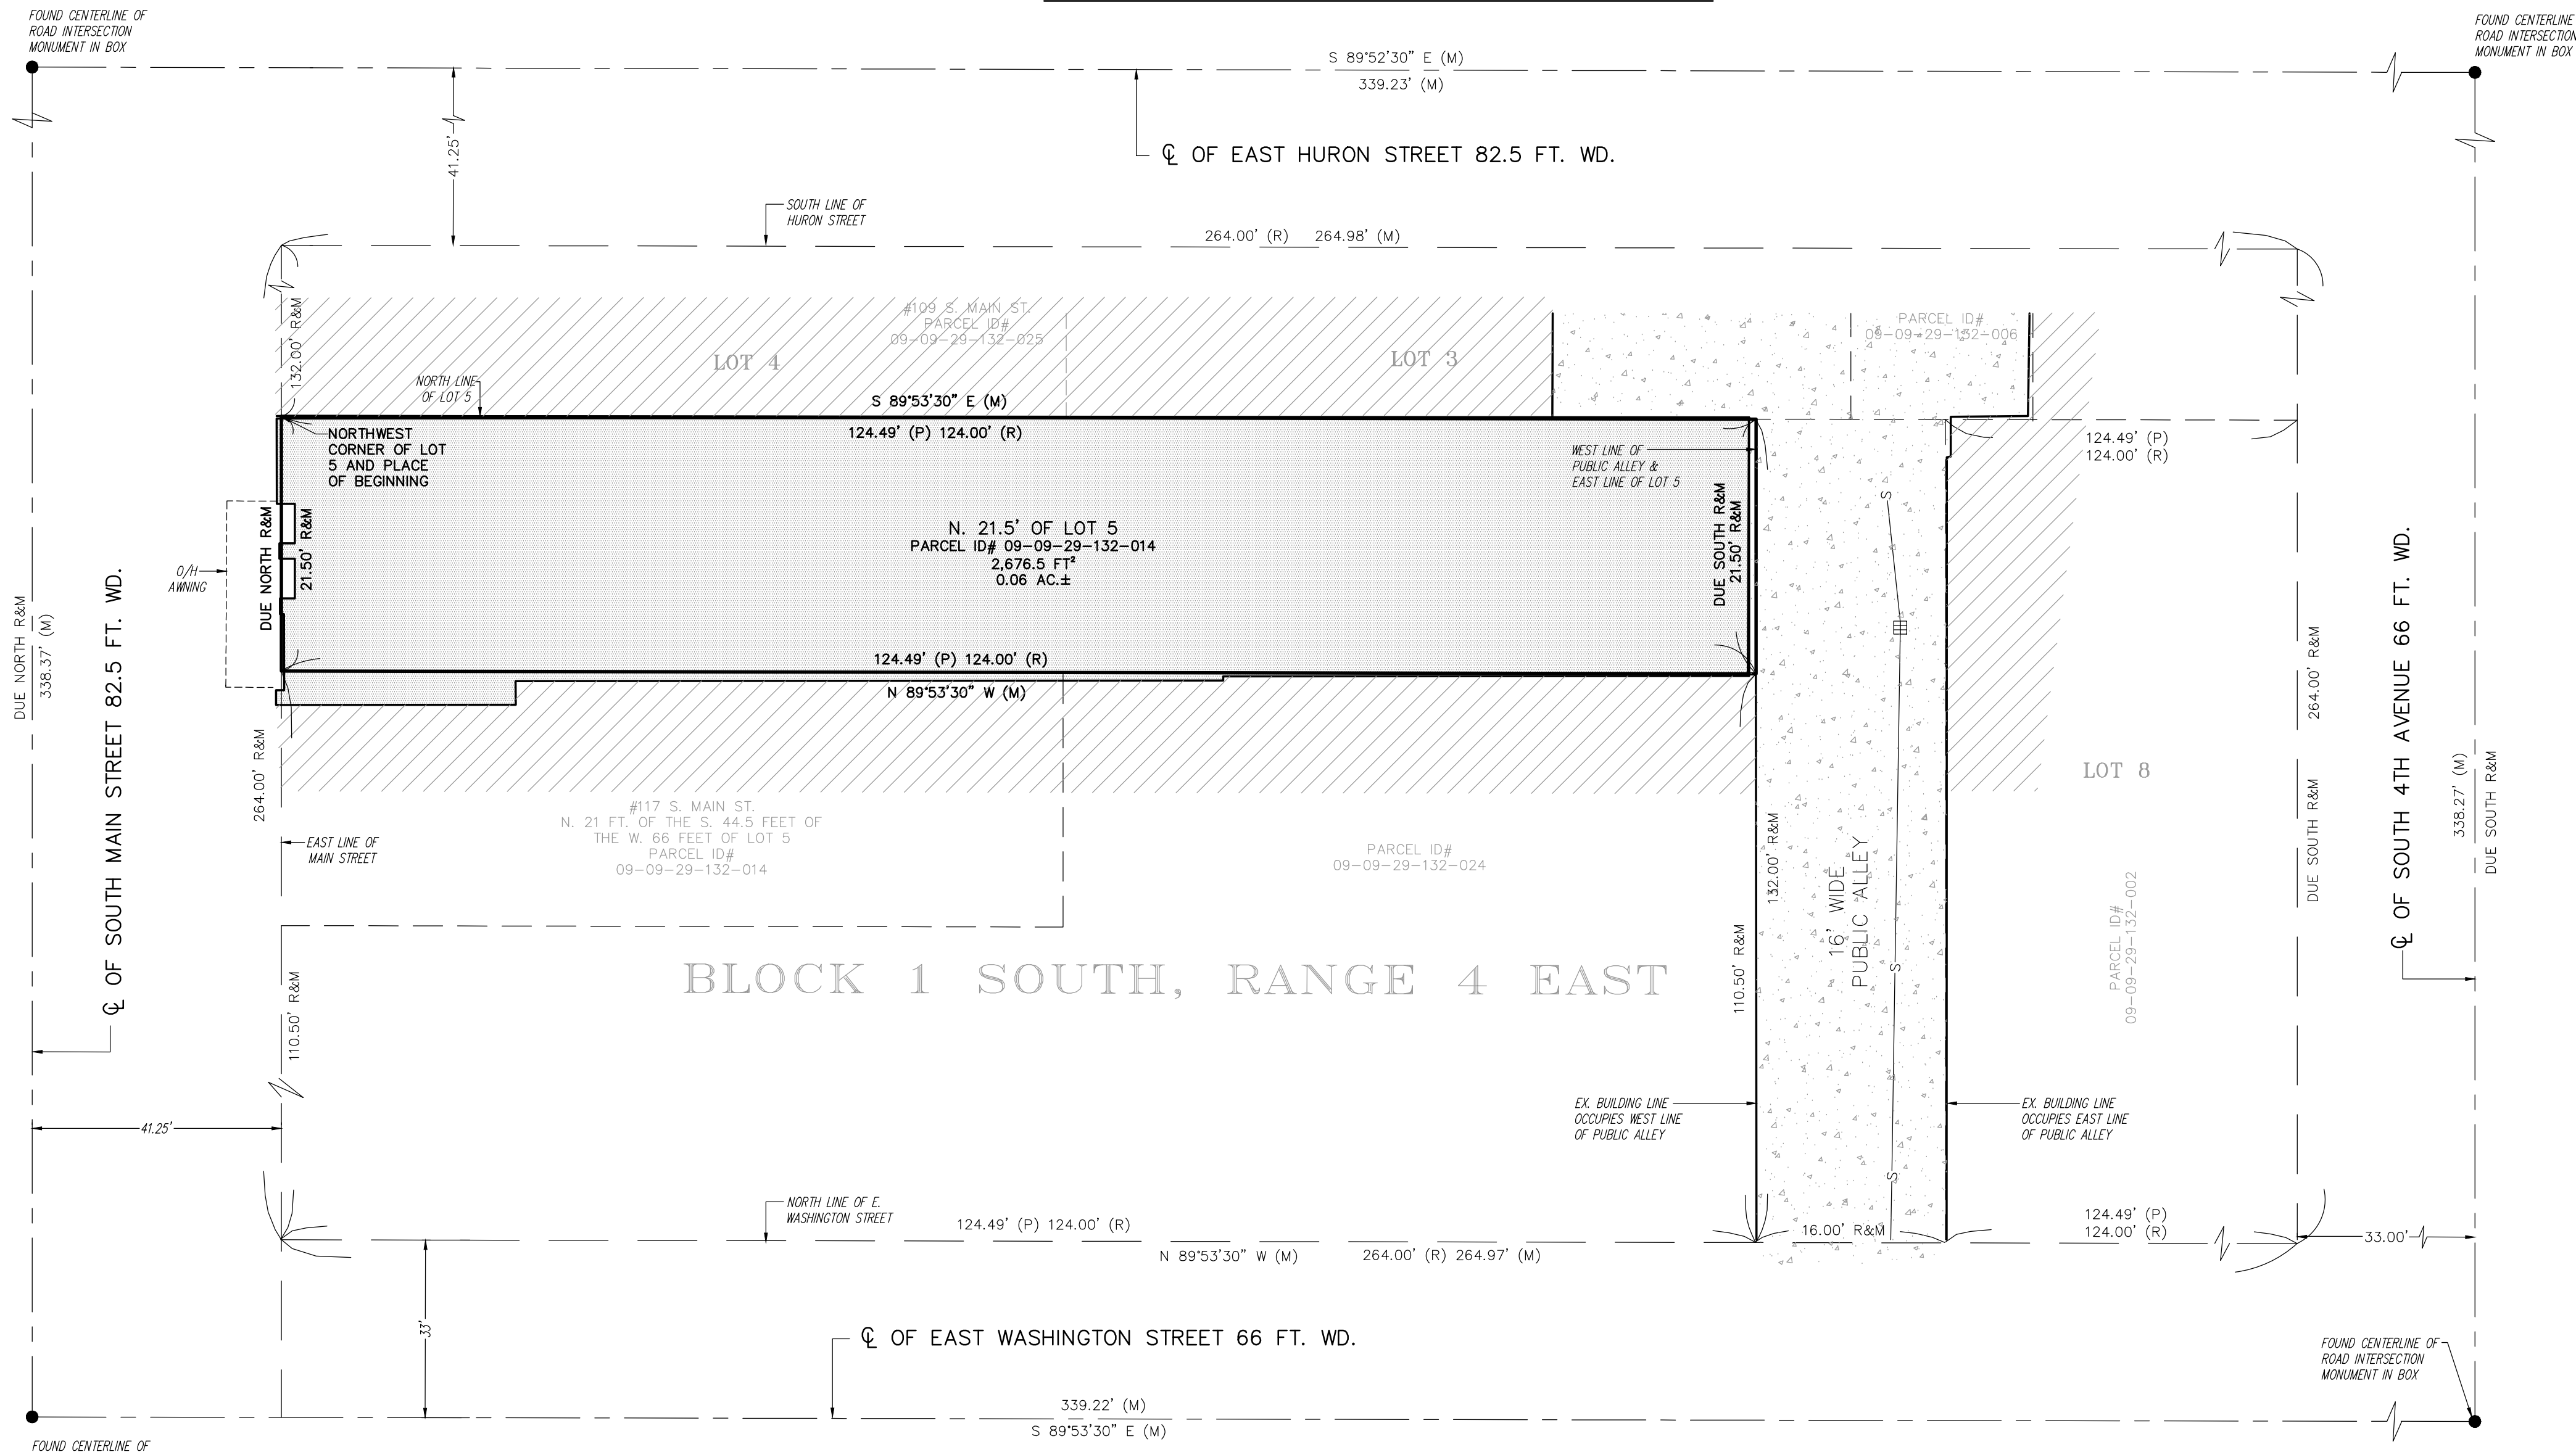 FOUND CENTERLINE OF
ROAD INTERSECTION
MONUMENT IN BOX
FOUND CENTERLINE
ROAD INTERSECTION
MONUMENT IN BOX
S 89°52'30" E (M)
339.23' (M)
41.25'
℄ OF EAST HURON STREET 82.5 FT. WD.
SOUTH LINE OF
HURON STREET
264.00' (R) 264.98' (M)
132.00' R&M
#109 S. MAIN ST.
PARCEL ID#
09-09-29-132-025
LOT 4
LOT 3
PARCEL ID#
09-09-29-132-006
NORTH LINE
OF LOT 5
S 89°53'30" E (M)
124.49' (P) 124.00' (R)
NORTHWEST
CORNER OF LOT
5 AND PLACE
OF BEGINNING
WEST LINE OF
PUBLIC ALLEY &
EAST LINE OF LOT 5
124.49' (P)
124.00' (R)
O/H
AWNING
DUE NORTH R&M
21.50' R&M
N. 21.5' OF LOT 5
PARCEL ID# 09-09-29-132-014
2,676.5 FT²
0.06 AC.±
DUE SOUTH R&M
21.50' R&M
S
124.49' (P) 124.00' (R)
N 89°53'30" W (M)
DUE NORTH R&M
338.37' (M)
℄ OF SOUTH MAIN STREET 82.5 FT. WD.
264.00' R&M
EAST LINE OF
MAIN STREET
#117 S. MAIN ST.
N. 21 FT. OF THE S. 44.5 FEET OF
THE W. 66 FEET OF LOT 5
PARCEL ID#
09-09-29-132-014
PARCEL ID#
09-09-29-132-024
LOT 8
132.00' R&M
110.50' R&M
16' WIDE
PUBLIC ALLEY
S
PARCEL ID#
09-09-29-132-002
264.00' R&M
DUE SOUTH R&M
℄ OF SOUTH 4TH AVENUE 66 FT. WD.
338.27' (M)
DUE SOUTH R&M
BLOCK 1 SOUTH, RANGE 4 EAST
110.50' R&M
41.25'
EX. BUILDING LINE
OCCUPIES WEST LINE
OF PUBLIC ALLEY
EX. BUILDING LINE
OCCUPIES EAST LINE
OF PUBLIC ALLEY
S
NORTH LINE OF E.
WASHINGTON STREET
124.49' (P) 124.00' (R)
N 89°53'30" W (M) 264.00' (R) 264.97' (M)
16.00' R&M
124.49' (P)
124.00' (R)
33.00'
33'
℄ OF EAST WASHINGTON STREET 66 FT. WD.
FOUND CENTERLINE OF
ROAD INTERSECTION
MONUMENT IN BOX
339.22' (M)
S 89°53'30" E (M)
FOUND CENTERLINE OF